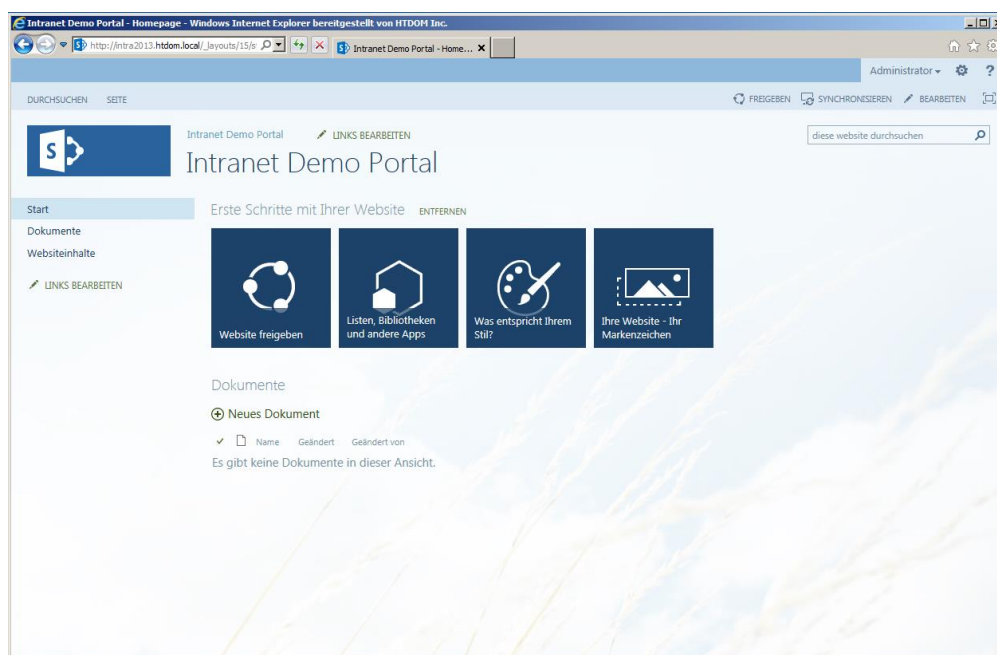 Intranet Demo Portal - Homepage - Windows Internet Explorer bereitgestellt von HTDOM Inc.
http://intra2013.htdom.local/_layouts/15/s
Intranet Demo Portal - Home...
Administrator
?
DURCHSUCHEN SEITE
FREIGEBEN SYNCHRONISIEREN BEARBEITEN
S
Intranet Demo Portal LINKS BEARBEITEN
diese website durchsuchen
Intranet Demo Portal
Start
Dokumente
Websiteinhalte
LINKS BEARBEITEN
Erste Schritte mit Ihrer Website ENTFERNEN
Website freigeben
Listen, Bibliotheken
und andere Apps
Was entspricht Ihrem
Stil?
Ihre Website - Ihr
Markenzeichen
Dokumente
Neues Dokument
Name Geändert Geändert von
Es gibt keine Dokumente in dieser Ansicht.